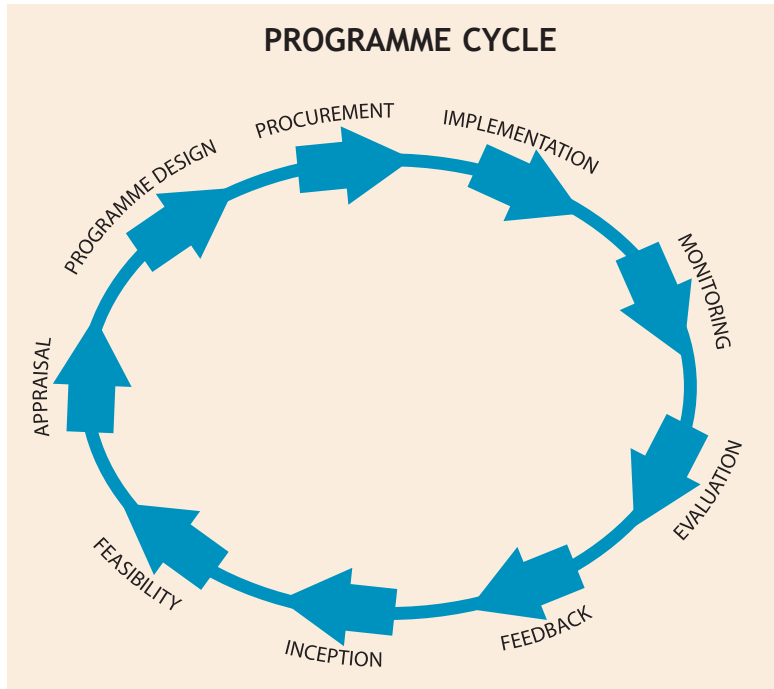 PROGRAMME CYCLE
PROCUREMENT
IMPLEMENTATION
MONITORING
EVALUATION
FEEDBACK
INCEPTION
FEASIBILITY
APPRAISAL
PROGRAMME DESIGN